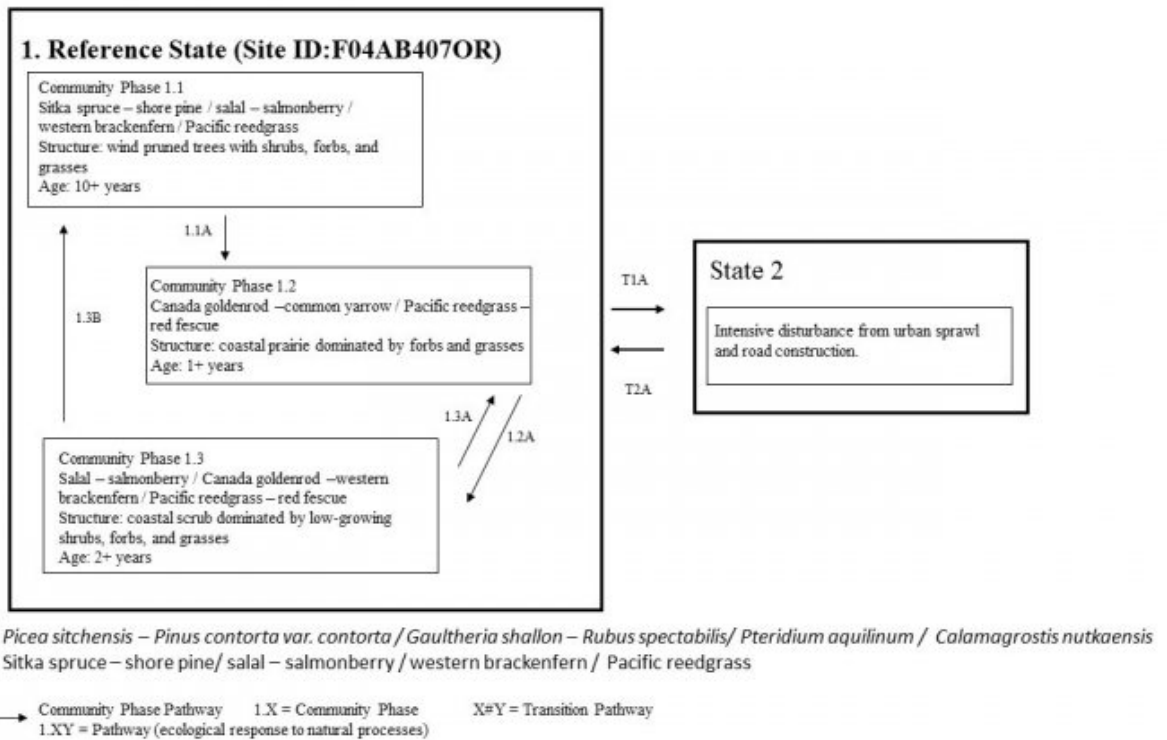 1. Reference State (Site ID:F04AB407OR)
Community Phase 1.1
Sitka spruce – shore pine / salal – salmonberry /
western brackenfern / Pacific reedgrass
Structure: wind pruned trees with shrubs, forbs, and
grasses
Age: 10+ years
1.1A
1.3B
Community Phase 1.2
Canada goldenrod –common yarrow / Pacific reedgrass –
red fescue
Structure: coastal prairie dominated by forbs and grasses
Age: 1+ years
1.3A
1.2A
Community Phase 1.3
Salal – salmonberry / Canada goldenrod –western
brackenfern / Pacific reedgrass – red fescue
Structure: coastal scrub dominated by low-growing
shrubs, forbs, and grasses
Age: 2+ years
T1A
T2A
State 2
Intensive disturbance from urban sprawl
and road construction.
Picea sitchensis – Pinus contorta var. contorta / Gaultheria shallon – Rubus spectabilis/ Pteridium aquilinum / Calamagrostis nutkaensis
Sitka spruce – shore pine/ salal – salmonberry / western brackenfern / Pacific reedgrass
Community Phase Pathway 1.X = Community Phase X#Y = Transition Pathway
1.XY = Pathway (ecological response to natural processes)